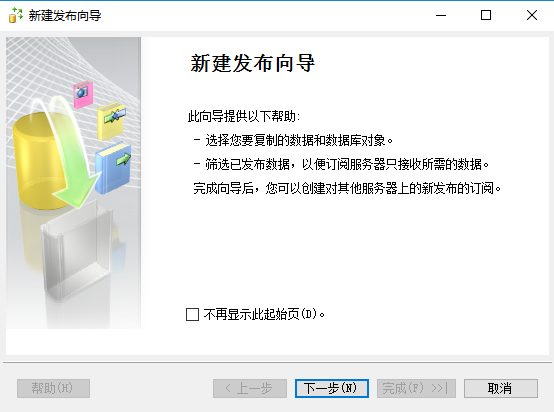 新建发布向导
新建发布向导
此向导提供以下帮助:
- 选择您要复制的数据和数据库对象。
- 筛选已发布数据，以便订阅服务器只接收所需的数据。
完成向导后，您可以创建对其他服务器上的新发布的订阅。
不再显示此起始页(D)。
帮助(H)
< 上一步
下一步(N)
完成(F) >>|
取消